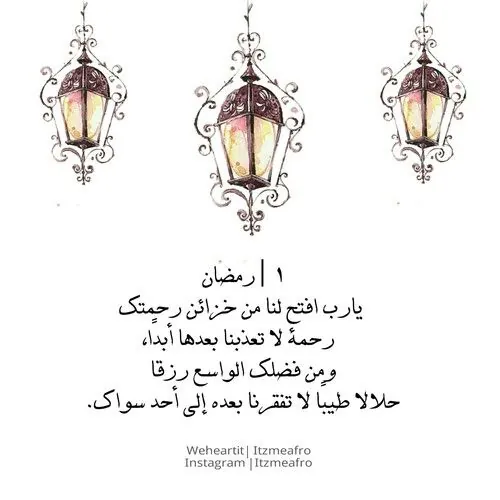 ١ | رمضان
يارب افتح لنا من خزائن رحمتك
رحمة لا تعذبنا بعدها أبدا،
ومن فضلك الواسع رزقا
حلالا طيبا لا تفقرنا بعده إلى أحد سواك.
Weheartit| Itzmeafro
Instagram |Itzmeafro